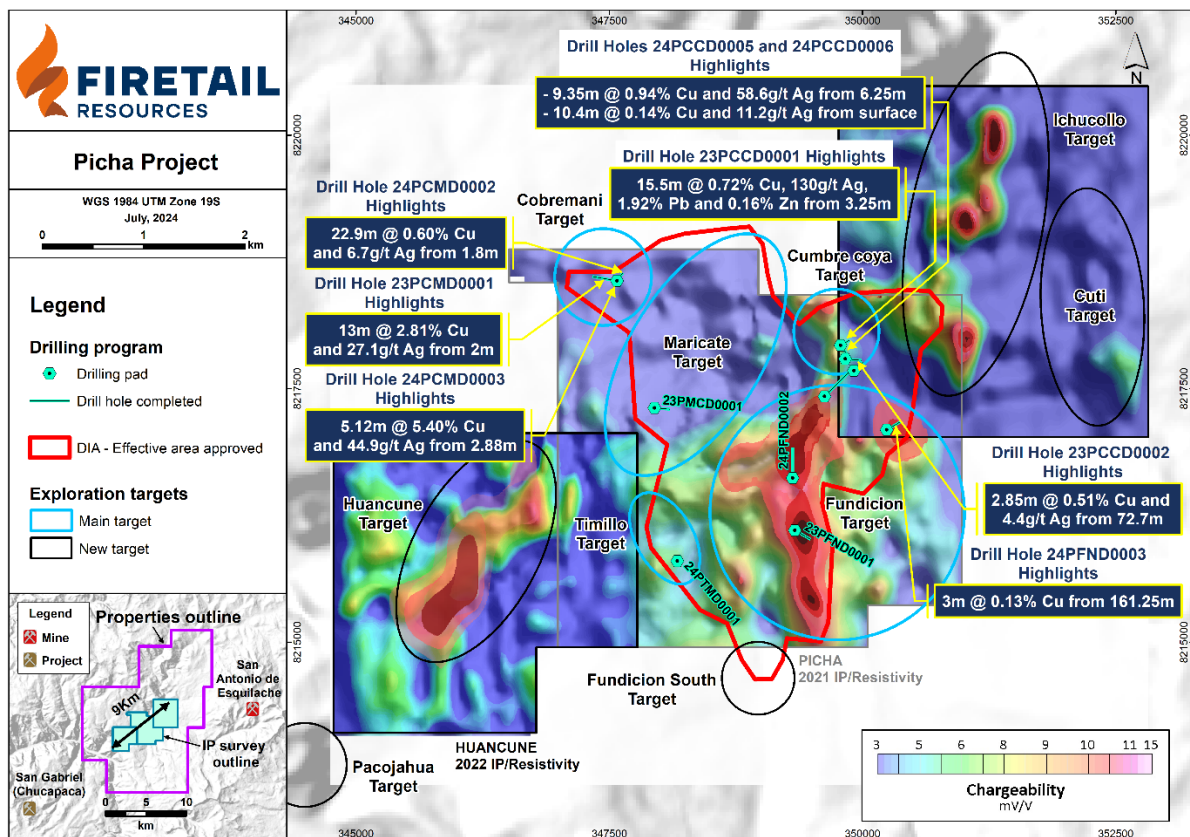 FIRETAIL
RESOURCES
Picha Project
WGS 1984 UTM Zone 19S
July, 2024
0 1 2
km
Legend
Drilling program
Drilling pad
Drill hole completed
DIA - Effective area approved
Exploration targets
Main target
New target
Legend
Mine
Project
Properties outline
San
Antonio de
Esquilache
9Km
IP survey
outline
San Gabriel
(Chucapaca)
0 5 10
km
345000 347500 350000 352500
8220000 8220000
8217500 8217500
8215000 8215000
345000 347500 350000 352500
N
Drill Holes 24PCCD0005 and 24PCCD0006
Highlights
- 9.35m @ 0.94% Cu and 58.6g/t Ag from 6.25m
- 10.4m @ 0.14% Cu and 11.2g/t Ag from surface
Drill Hole 23PCCD0001 Highlights
15.5m @ 0.72% Cu, 130g/t Ag,
1.92% Pb and 0.16% Zn from 3.25m
Ichucollo
Target
Drill Hole 24PCMD0002
Highlights
22.9m @ 0.60% Cu
and 6.7g/t Ag from 1.8m
Cobremani
Target
Cumbre coya
Target
Cuti
Target
Drill Hole 23PCMD0001
Highlights
13m @ 2.81% Cu
and 27.1g/t Ag from 2m
Maricate
Target
Drill Hole 24PCMD0003
Highlights
5.12m @ 5.40% Cu
and 44.9g/t Ag from 2.88m
23PMCD0001
24PFND0002
Drill Hole 23PCCD0002
Highlights
2.85m @ 0.51% Cu and
4.4g/t Ag from 72.7m
Huancune
Target
Timillo
Target
Fundicion
Target
23PFND0001
24PTMD0001
Drill Hole 24PFND0003
Highlights
3m @ 0.13% Cu from 161.25m
Fundicion South
Target
PICHA
2021 IP/Resistivity
HUANCUNE
2022 IP/Resistivity
Pacojahua
Target
3 5 6 8 9 10 11 15
Chargeability
mV/V